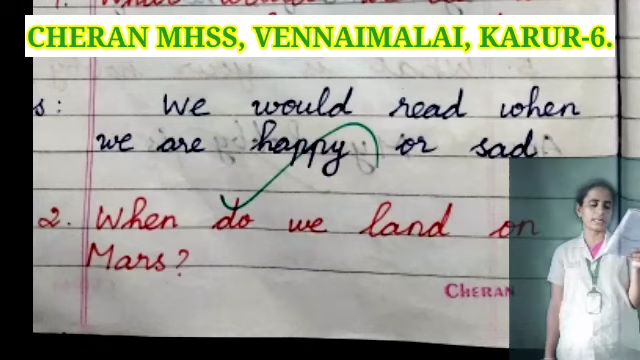 CHERAN MHSS, VENNAIMALAI, KARUR-6.
s: We would read when
we are happy or sad
2. When do we land on
Mars?
CHERAN